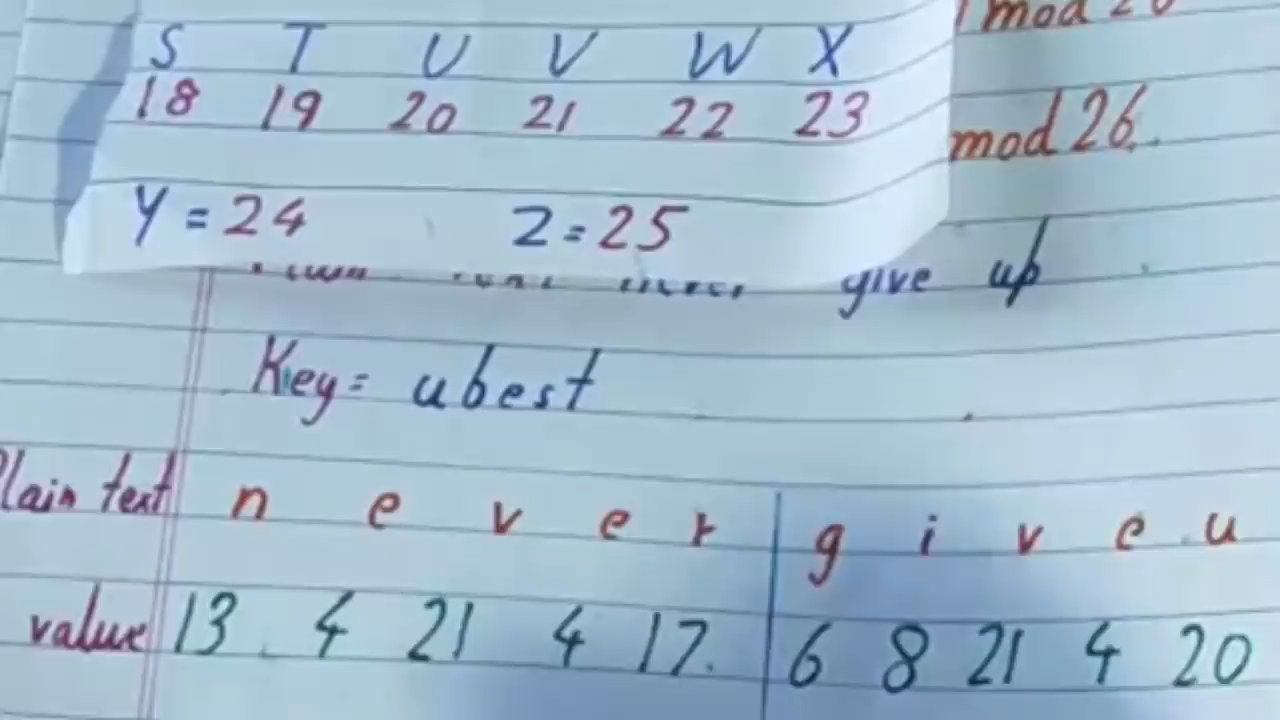 S T U V W X
18 19 20 21 22 23
mod 26
Y = 24 Z = 25
give up
Key = ubest
Plain text n e v e r g i v e u
value 13 4 21 4 17 6 8 21 4 20